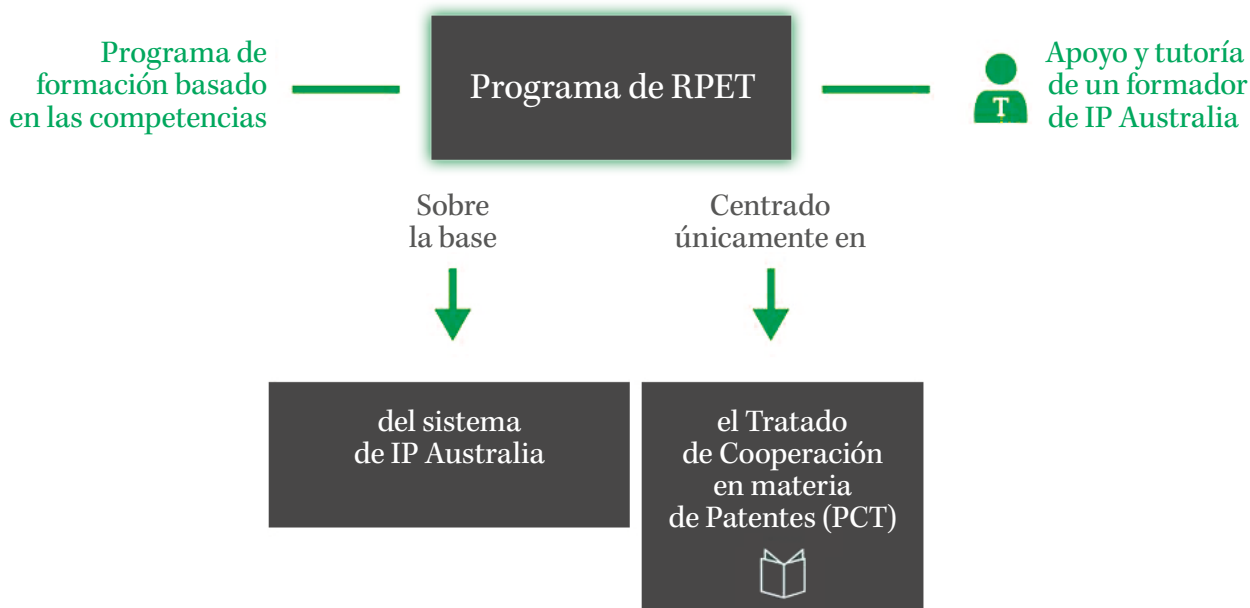 Programa de
formación basado
en las competencias
Programa de RPET
T
Apoyo y tutoría
de un formador
de IP Australia
Sobre
la base
Centrado
únicamente en
del sistema
de IP Australia
el Tratado
de Cooperación
en materia
de Patentes (PCT)